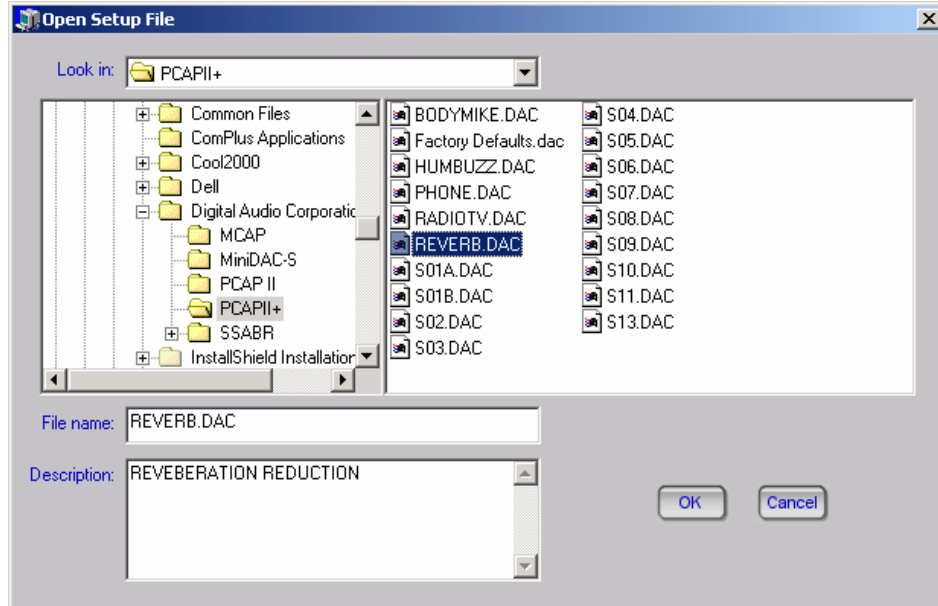 Open Setup File
Look in: PCAPII+
Common Files
ComPlus Applications
Cool2000
Dell
Digital Audio Corporatic
MCAP
MiniDAC-S
PCAP II
PCAPII+
SSABR
InstallShield Installation
BODYMIKE.DAC
Factory Defaults.dac
HUMBUZZ.DAC
PHONE.DAC
RADIOTV.DAC
REVERB.DAC
S01A.DAC
S01B.DAC
S02.DAC
S03.DAC
S04.DAC
S05.DAC
S06.DAC
S07.DAC
S08.DAC
S09.DAC
S10.DAC
S11.DAC
S13.DAC
File name: REVERB.DAC
Description: REVEBERATION REDUCTION
OK
Cancel